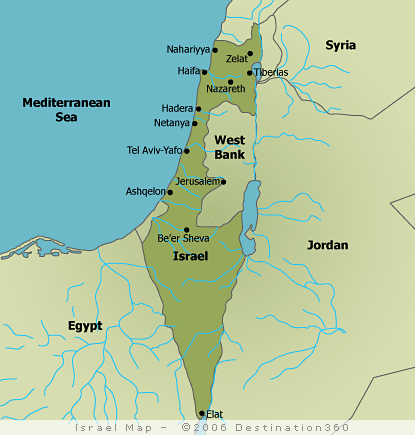 Nahariyya
Syria
Zelat
Haifa
Tiberias
Nazareth
Mediterranean
Sea
Hadera
Netanya
West
Bank
Tel Aviv-Yafo
Jerusalem
Ashqelon
Be'er Sheva
Jordan
Israel
Egypt
Elat
Israel Map - ©2006 Destination360